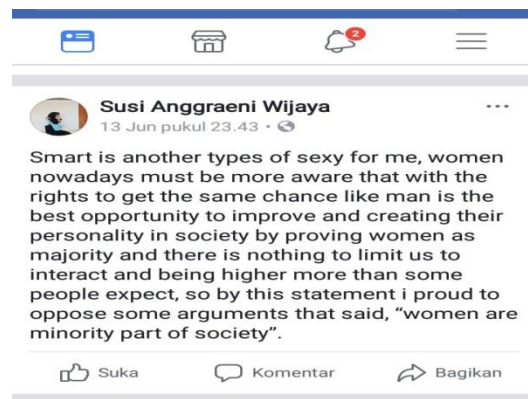 2
Susi Anggraeni Wijaya
13 Jun pukul 23.43
Smart is another types of sexy for me, women
nowadays must be more aware that with the
rights to get the same chance like man is the
best opportunity to improve and creating their
personality in society by proving women as
majority and there is nothing to limit us to
interact and being higher more than some
people expect, so by this statement i proud to
oppose some arguments that said, “women are
minority part of society”.
Suka Komentar Bagikan